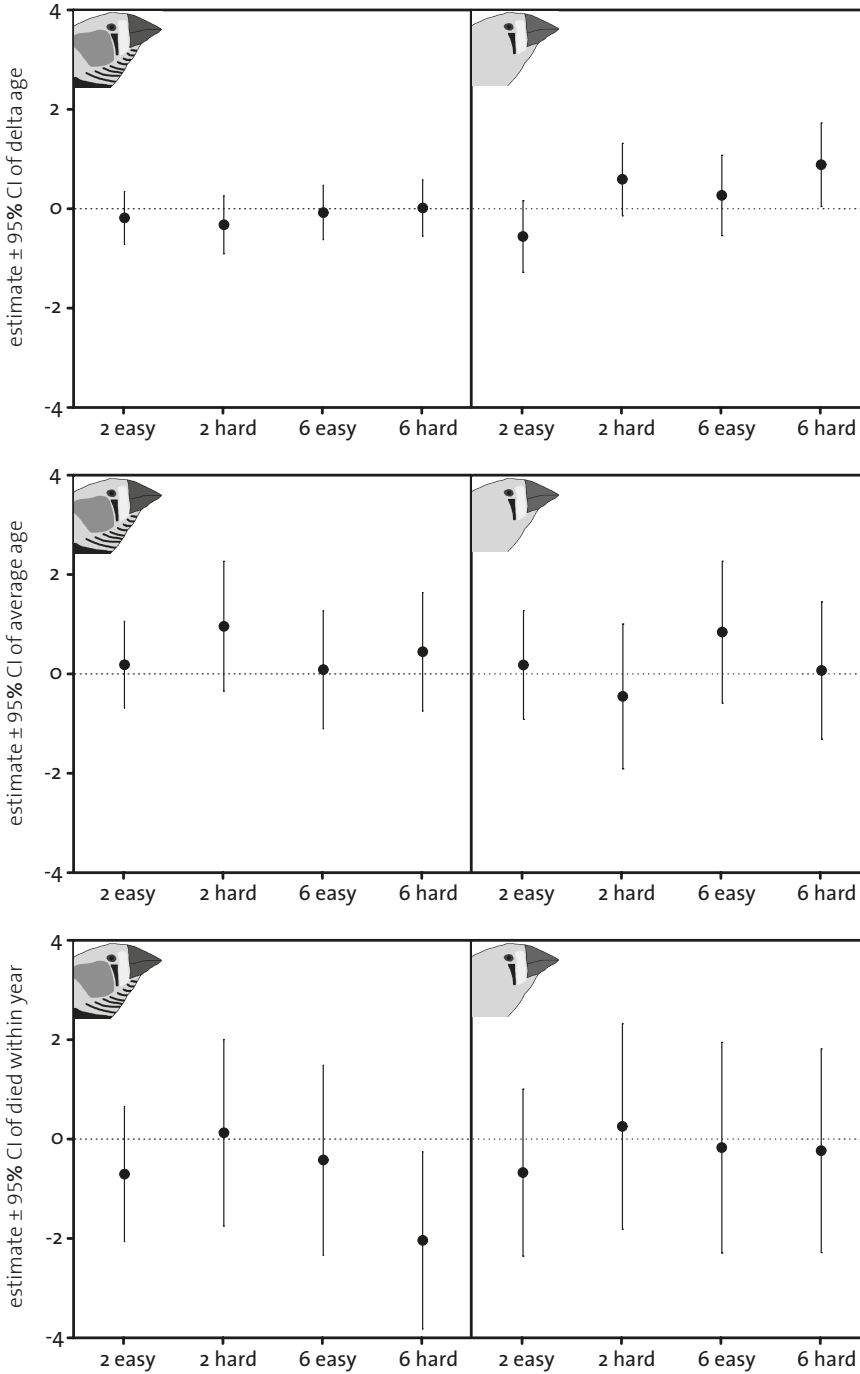 estimate ± 95% CI of delta age
4
2
0
-2
-4
2 easy 2 hard 6 easy 6 hard 2 easy 2 hard 6 easy 6 hard
estimate ± 95% CI of average age
4
2
0
-2
-4
2 easy 2 hard 6 easy 6 hard 2 easy 2 hard 6 easy 6 hard
estimate ± 95% CI of died within year
4
2
0
-2
-4
2 easy 2 hard 6 easy 6 hard 2 easy 2 hard 6 easy 6 hard